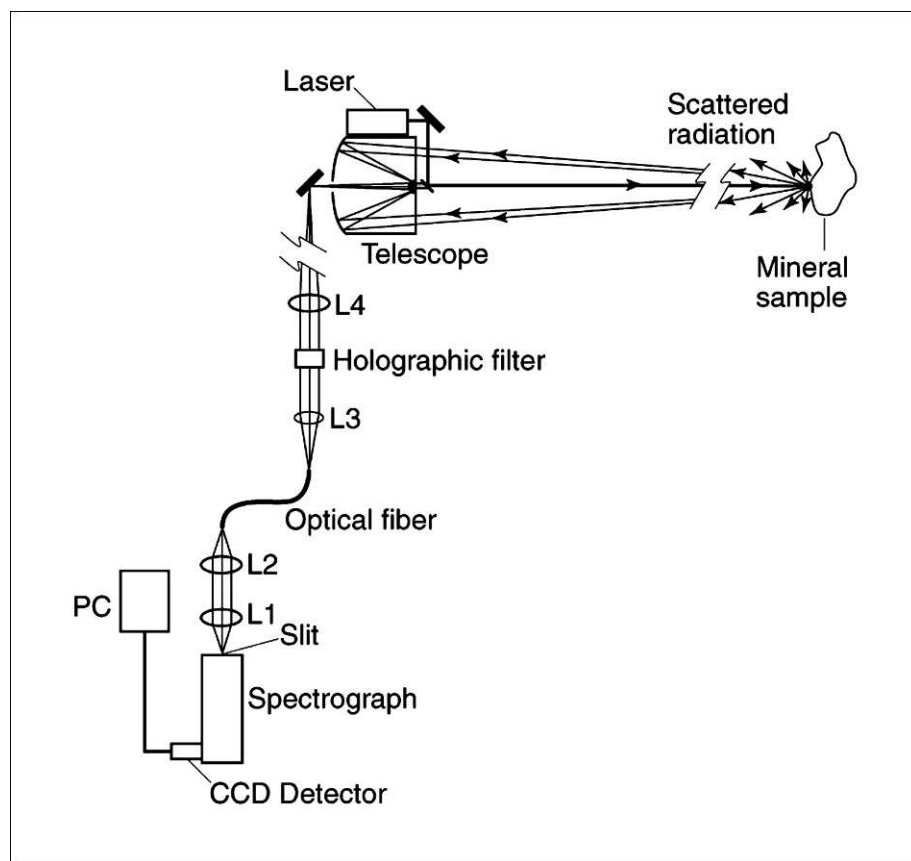 Laser
Scattered
radiation
Telescope
Mineral
sample
L4
Holographic filter
L3
Optical fiber
L2
PC
L1
Slit
Spectrograph
CCD Detector